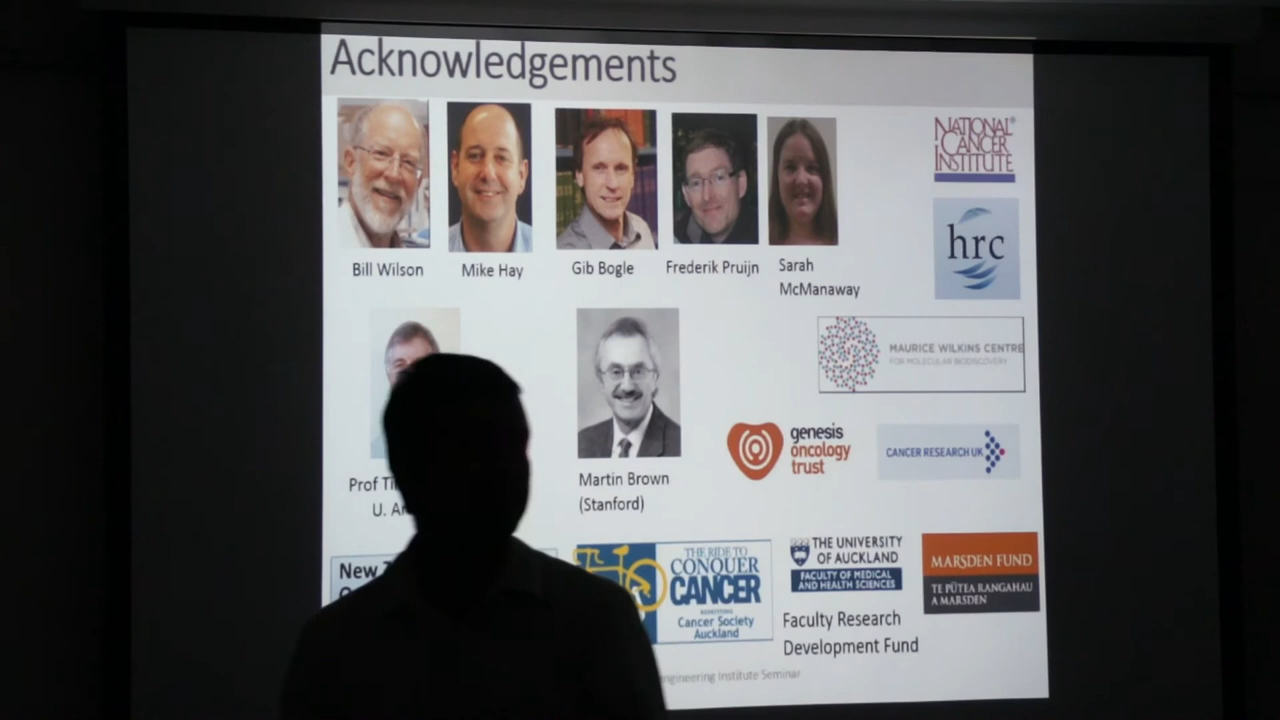 Acknowledgements
Bill Wilson
Mike Hay
Gib Bogle
Frederik Pruijn
Sarah
McManaway
NATIONAL
CANCER
INSTITUTE®
hrc
MAURICE WILKINS CENTRE
FOR MOLECULAR BIODISCOVERY
genesis
oncology
trust
CANCER RESEARCH UK
Prof
U.
Martin Brown
(Stanford)
New
THE RIDE TO
CONQUER
CANCER
BENEFITTING
Cancer Society
Auckland
THE UNIVERSITY
OF AUCKLAND
FACULTY OF MEDICAL
AND HEALTH SCIENCES
Faculty Research
Development Fund
MARSDEN FUND
TE PŪTEA RANGAHAU
A MARSDEN
ngineering Institute Seminar